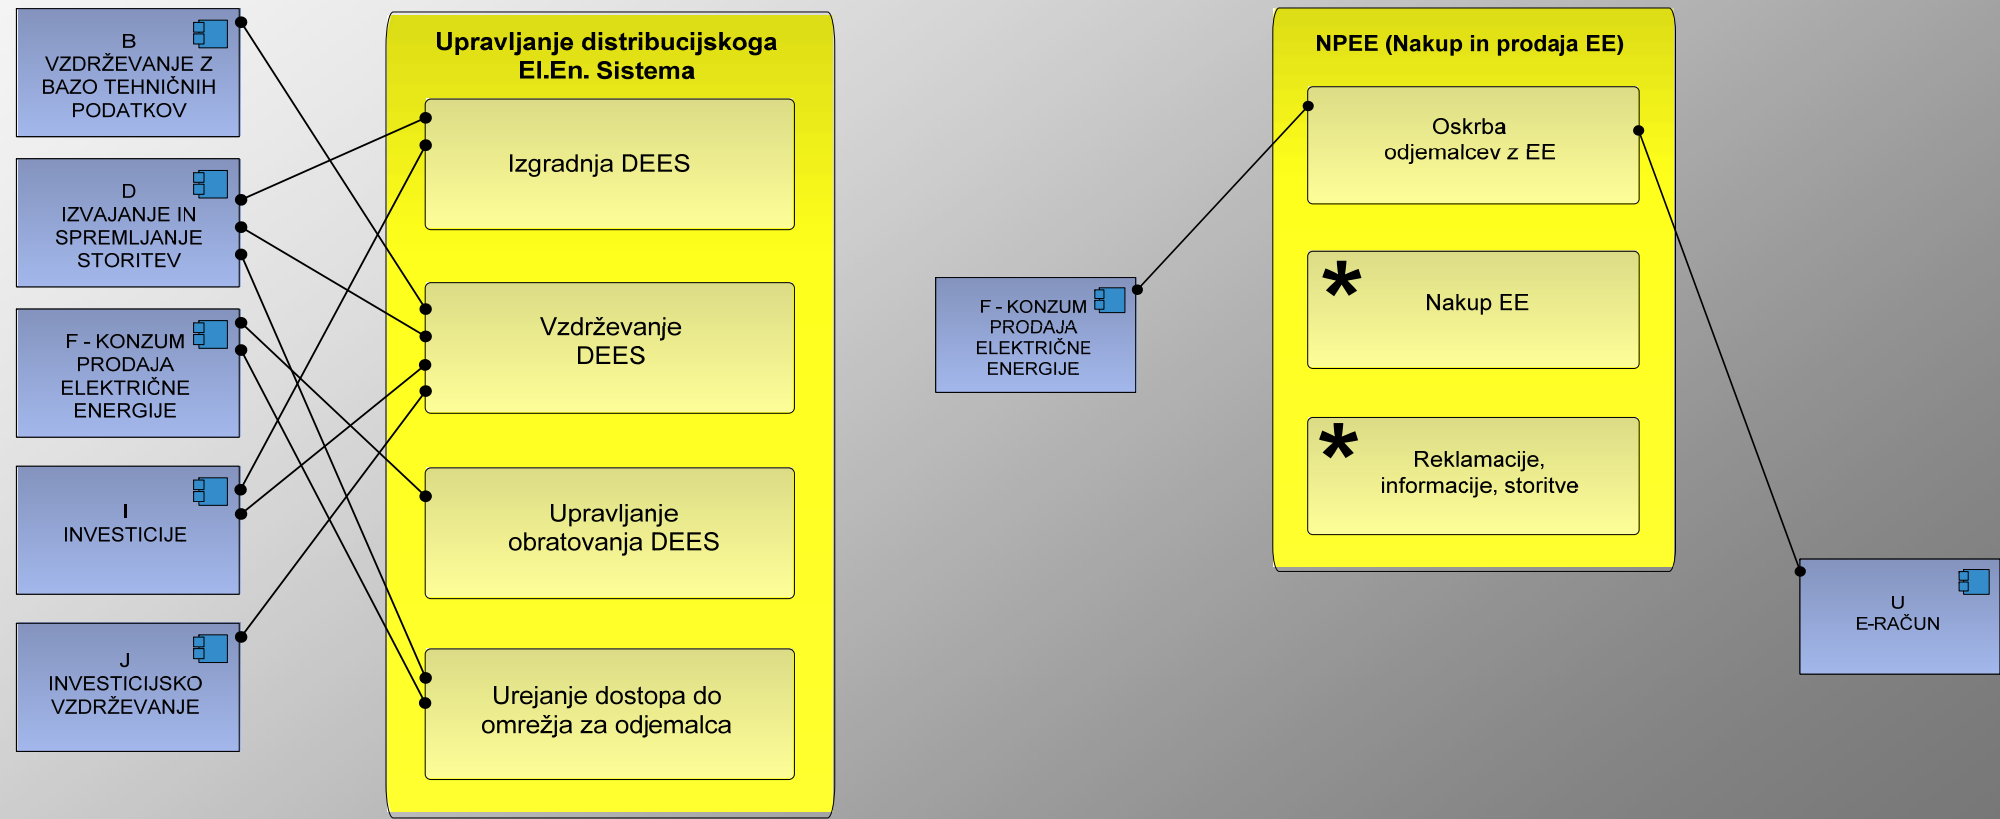 B
VZDRŽEVANJE Z
BAZO TEHNIČNIH
PODATKOV
D
IZVAJANJE IN
SPREMLJANJE
STORITEV
F - KONZUM
PRODAJA
ELEKTRIČNE
ENERGIJE
I
INVESTICIJE
J
INVESTICIJSKO
VZDRŽEVANJE
Upravljanje distribucijskoga
El.En. Sistema
Izgradnja DEES
Vzdrževanje
DEES
Upravljanje
obratovanja DEES
Urejanje dostopa do
omrežja za odjemalca
F - KONZUM
PRODAJA
ELEKTRIČNE
ENERGIJE
NPEE (Nakup in prodaja EE)
Oskrba
odjemalcev z EE
*
Nakup EE
*
Reklamacije,
informacije, storitve
U
E-RAČUN